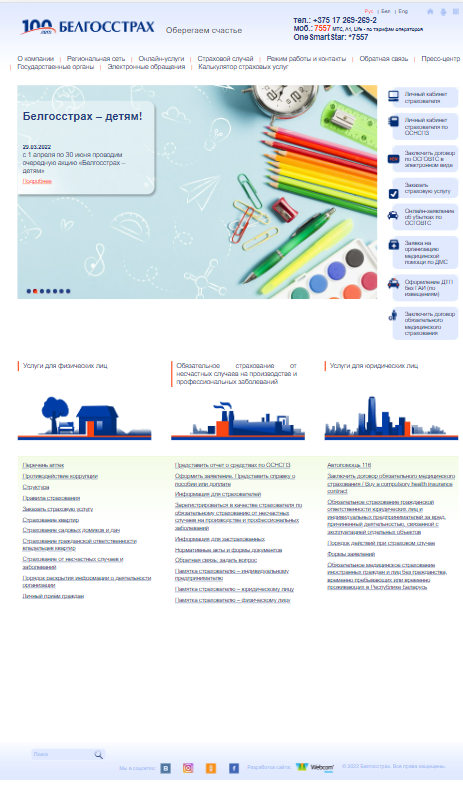 Рус | Бел | Eng
100 лет БЕЛГОССТРАХ
Оберегаем счастье
тел.: +375 17 269-269-2
моб.: 7557 МТС, А1, Life - по тарифам операторов
One Smart Star: *7557
О компании | Региональная сеть | Онлайн-услуги | Страховой случай | Режим работы и контакты | Обратная связь | Пресс-центр
| Государственные органы | Электронные обращения | Калькулятор страховых услуг
Белгосстрах – детям!
29.03.2022
с 1 апреля по 30 июня проводим
очередную акцию «Белгосстрах –
детям»
Подробнее
Личный кабинет
страхователя
Личный кабинет
страхователя по
ОСНСПЗ
Заключить договор
по ОСГОВТС в
электронном виде
Заказать
страховую услугу
Онлайн-заявление
об убытках по
ОСГОВТС
Заявка на
организацию
медицинской
помощи по ДМС
Оформление ДТП
без ГАИ (по
извещениям)
Заключить договор
обязательного
медицинского
страхования
Услуги для физических лиц
Обязательное страхование от
несчастных случаев на производстве и
профессиональных заболеваний
Услуги для юридических лиц
Перечень аптек
Противодействие коррупции
Структура
Правила страхования
Заказать страховую услугу
Страхование квартир
Страхование садовых домиков и дач
Страхование гражданской ответственности
владельцев квартир
Страхование от несчастных случаев и
заболеваний
Порядок раскрытия информации о деятельности
организации
Личный приём граждан
Представить отчет о средствах по ОСНСПЗ
Оформить заявление. Представить справку о
пособии или доплате
Информация для страхователей
Зарегистрироваться в качестве страхователя по
обязательному страхованию от несчастных
случаев на производстве и профессиональных
заболеваний
Информация для застрахованных
Нормативные акты и формы документов
Обратная связь, задать вопрос
Памятка страхователю – индивидуальному
предпринимателю
Памятка страхователю – юридическому лицу
Памятка страхователю – физическому лицу
Автопомощь 116
Заключить договор обязательного медицинского
страхования / Buy a compulsory health insurance
contract
Обязательное страхование гражданской
ответственности юридических лиц и
индивидуальных предпринимателей за вред,
причиненный деятельностью, связанной с
эксплуатацией отдельных объектов
Порядок действий при страховом случае
Формы заявлений
Обязательное медицинское страхование
иностранных граждан и лиц без гражданства,
временно пребывающих или временно
проживающих в Республике Беларусь
Поиск
Мы в соцсетях:
Разработка сайта:
Webcom
© 2022 Белгосстрах. Все права защищены.